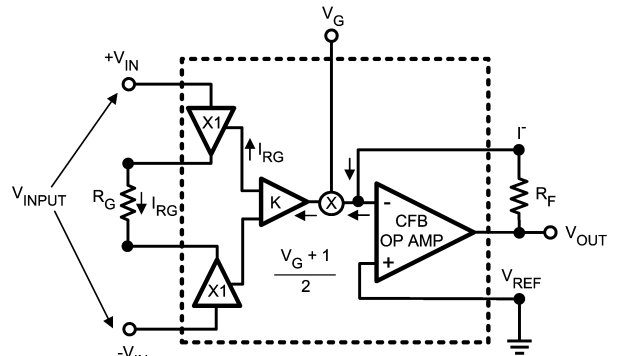 V_G
+V_IN
X1
I_RG
I⁻
V_INPUT
R_G
I_RG
K
X
-
CFB
OP AMP
+
R_F
V_OUT
V_G + 1
2
V_REF
X1